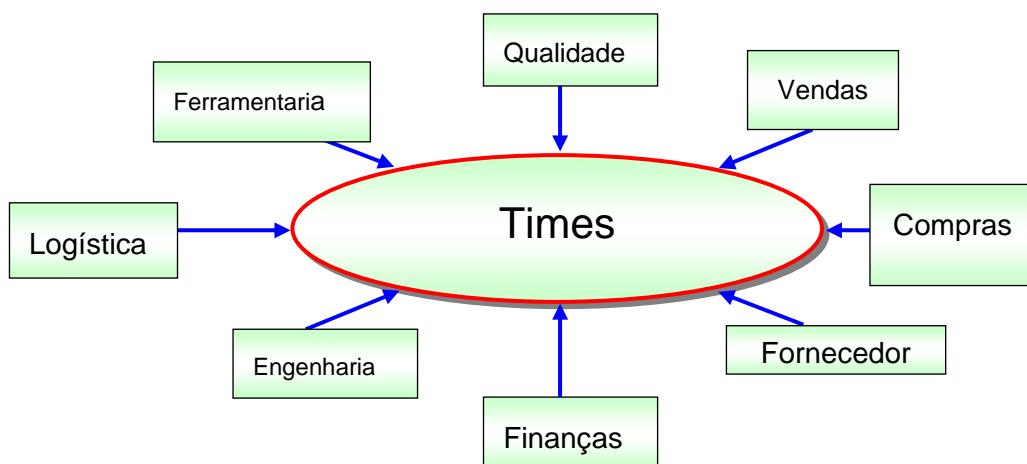 Qualidade
Ferramentaria
Vendas
Logística
Times
Compras
Engenharia
Fornecedor
Finanças